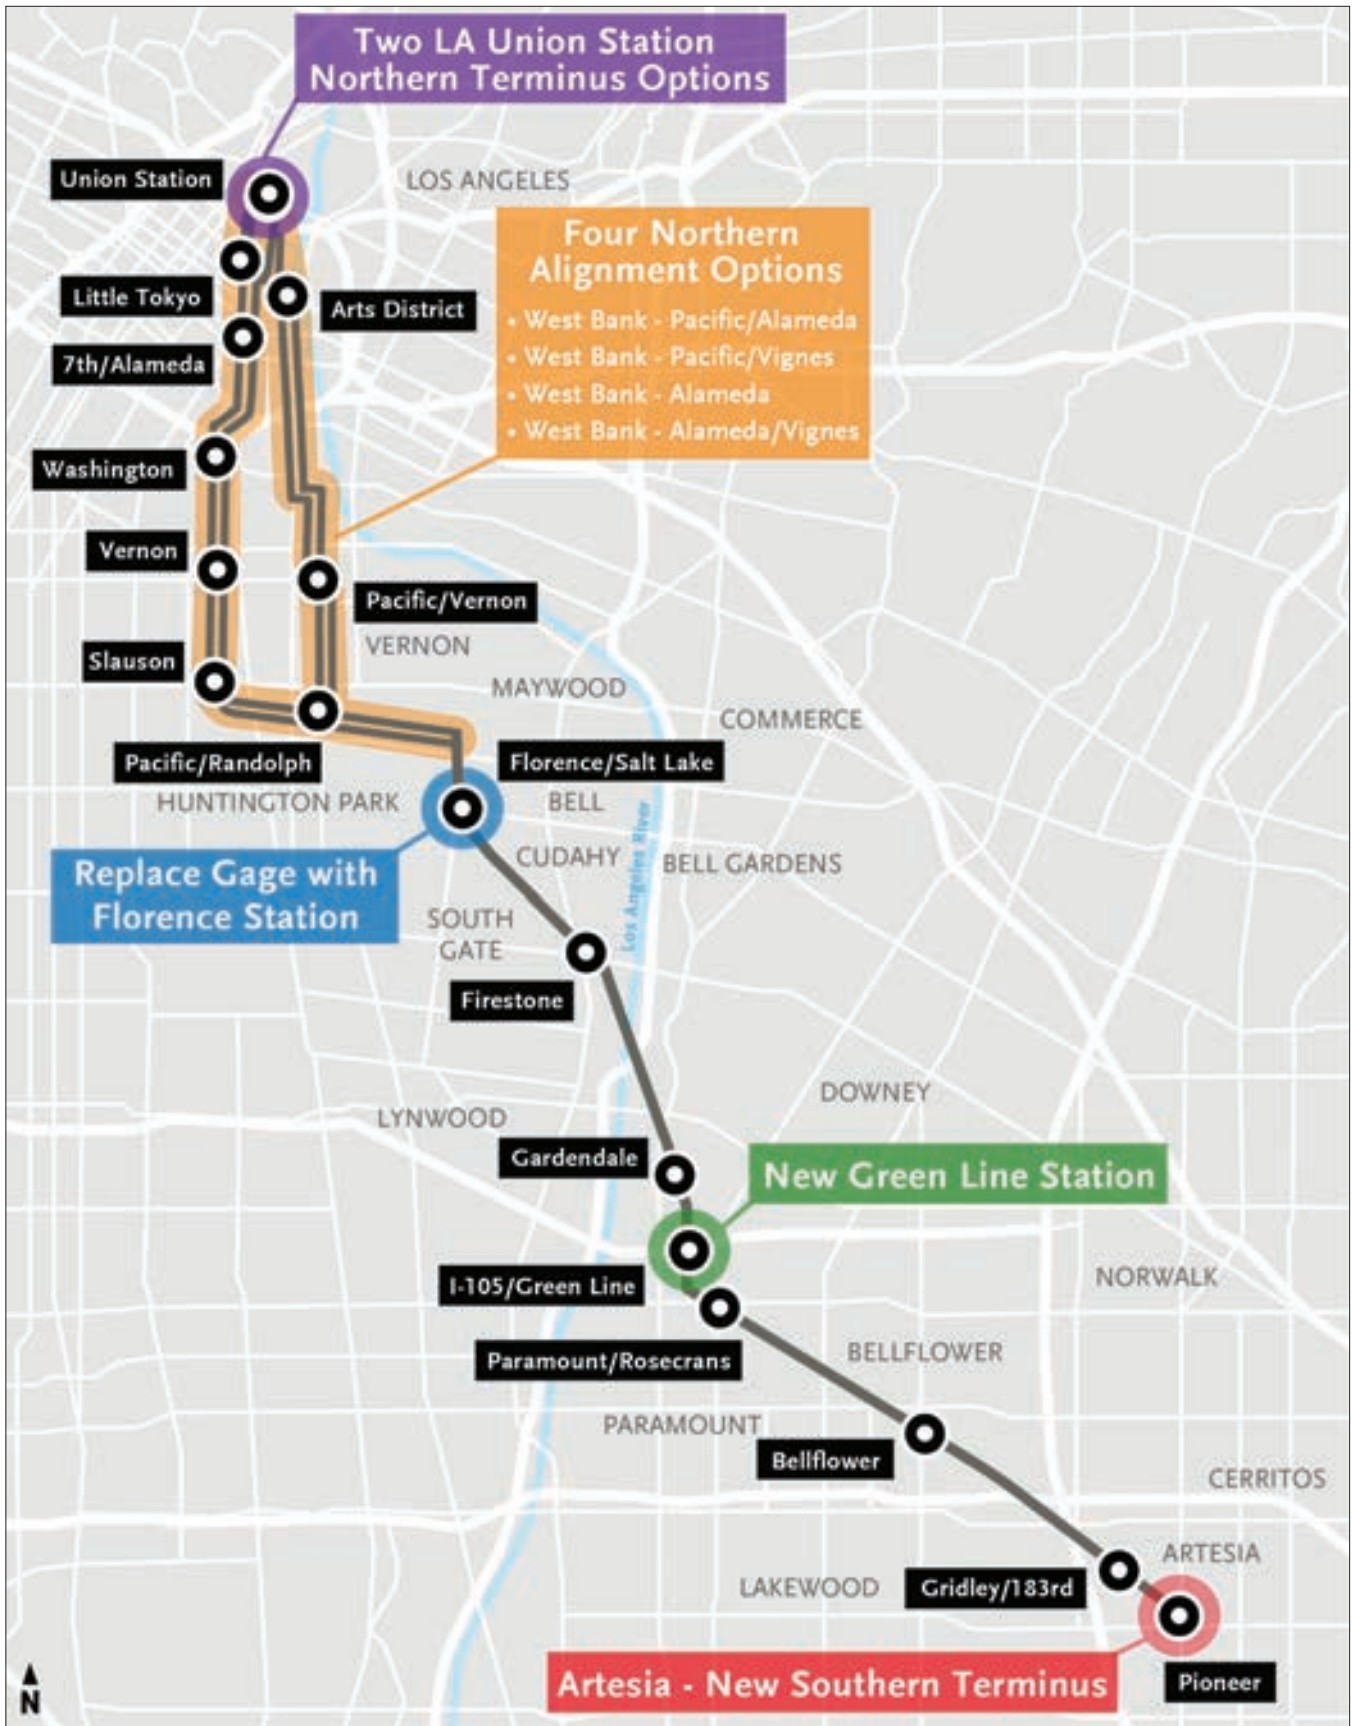 Two LA Union Station
Northern Terminus Options
Union Station
LOS ANGELES
Four Northern
Alignment Options
• West Bank - Pacific/Alameda
• West Bank - Pacific/Vignes
• West Bank - Alameda
• West Bank - Alameda/Vignes
Little Tokyo
Arts District
7th/Alameda
Washington
Vernon
Pacific/Vernon
VERNON
Slauson
MAYWOOD
COMMERCE
Pacific/Randolph
Florence/Salt Lake
HUNTINGTON PARK
BELL
Los Angeles River
CUDAHY
BELL GARDENS
Replace Gage with
Florence Station
SOUTH
GATE
Firestone
DOWNEY
LYNWOOD
Gardendale
New Green Line Station
I-105/Green Line
NORWALK
Paramount/Rosecrans
BELLFLOWER
PARAMOUNT
Bellflower
CERRITOS
ARTESIA
LAKEWOOD
Gridley/183rd
Artesia - New Southern Terminus
Pioneer
N